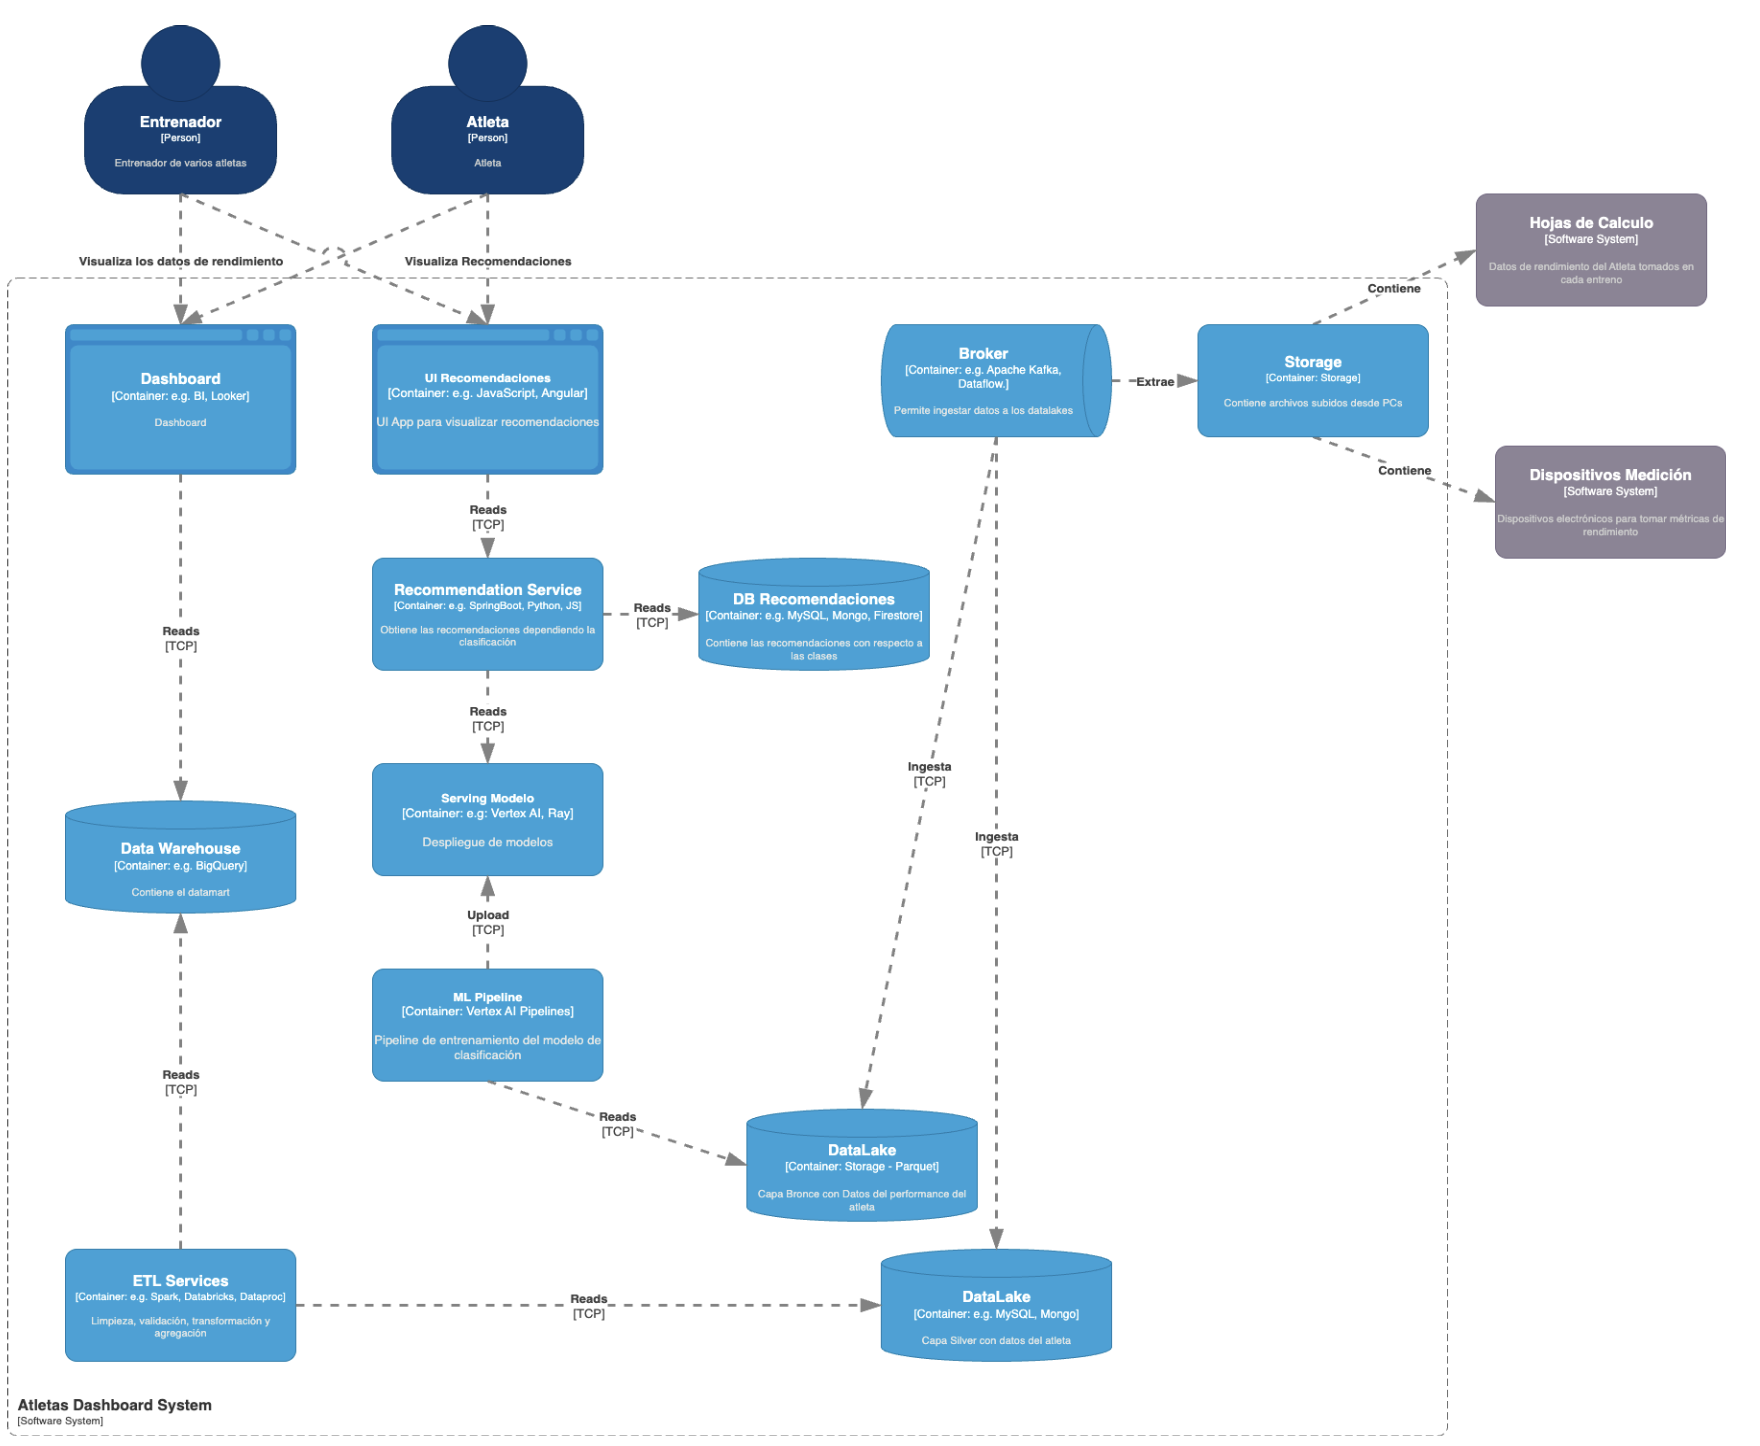 Entrenador
[Person]
Entrenador de varios atletas
Atleta
[Person]
Atleta
Hojas de Calculo
[Software System]
Datos de rendimiento del Atleta tomados en
cada entreno
Visualiza los datos de rendimiento
Visualiza Recomendaciones
Contiene
Dashboard
[Container: e.g. BI, Looker]
Dashboard
UI Recomendaciones
[Container: e.g. JavaScript, Angular]
UI App para visualizar recomendaciones
Broker
[Container: e.g. Apache Kafka,
Dataflow.]
Permite ingestar datos a los datalakes
Extrae
Storage
[Container: Storage]
Contiene archivos subidos desde PCs
Contiene
Dispositivos Medición
[Software System]
Dispositivos electrónicos para tomar métricas de
rendimiento
Reads
[TCP]
Recommendation Service
[Container: e.g. SpringBoot, Python, JS]
Obtiene las recomendaciones dependiendo la
clasificación
Reads
[TCP]
DB Recomendaciones
[Container: e.g. MySQL, Mongo, Firestore]
Contiene las recomendaciones con respecto a
las clases
Reads
[TCP]
Reads
[TCP]
Ingesta
[TCP]
Serving Modelo
[Container: e.g: Vertex AI, Ray]
Despliegue de modelos
Ingesta
[TCP]
Data Warehouse
[Container: e.g. BigQuery]
Contiene el datamart
Upload
[TCP]
ML Pipeline
[Container: Vertex AI Pipelines]
Pipeline de entrenamiento del modelo de
clasificación
Reads
[TCP]
Reads
[TCP]
DataLake
[Container: Storage - Parquet]
Capa Bronce con Datos del performance del
atleta
ETL Services
[Container: e.g. Spark, Databricks, Dataproc]
Limpieza, validación, transformación y
agregación
Reads
[TCP]
DataLake
[Container: e.g. MySQL, Mongo]
Capa Silver con datos del atleta
Atletas Dashboard System
[Software System]